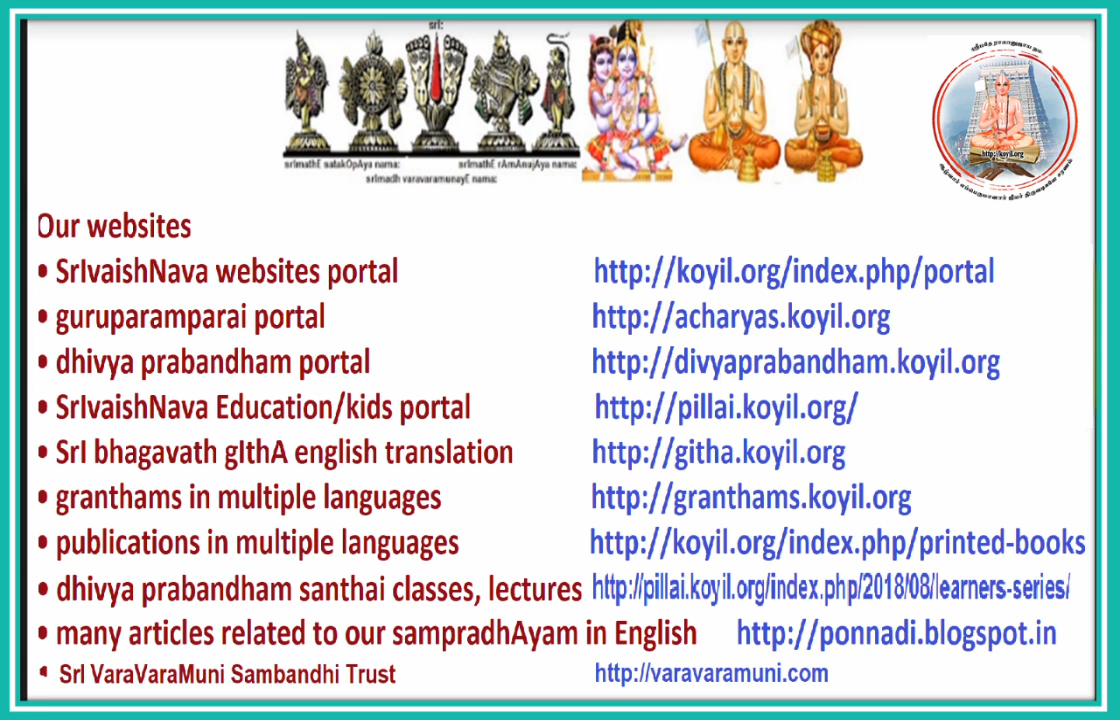 srI:
srImathE satakOpAya nama: srImathE rAmAnujAya nama:
srImadh varavaramunayE nama:
http://koyil.org
Our websites
• SrIvaishNava websites portal http://koyil.org/index.php/portal
• guruparamparai portal http://acharyas.koyil.org
• dhivya prabandham portal http://divyaprabandham.koyil.org
• SrIvaishNava Education/kids portal http://pillai.koyil.org/
• SrI bhagavath gIthA english translation http://githa.koyil.org
• granthams in multiple languages http://granthams.koyil.org
• publications in multiple languages http://koyil.org/index.php/printed-books
• dhivya prabandham santhai classes, lectures http://pillai.koyil.org/index.php/2018/08/learners-series/
• many articles related to our sampradhAyam in English http://ponnadi.blogspot.in
• SrI VaraVaraMuni Sambandhi Trust http://varavaramuni.com